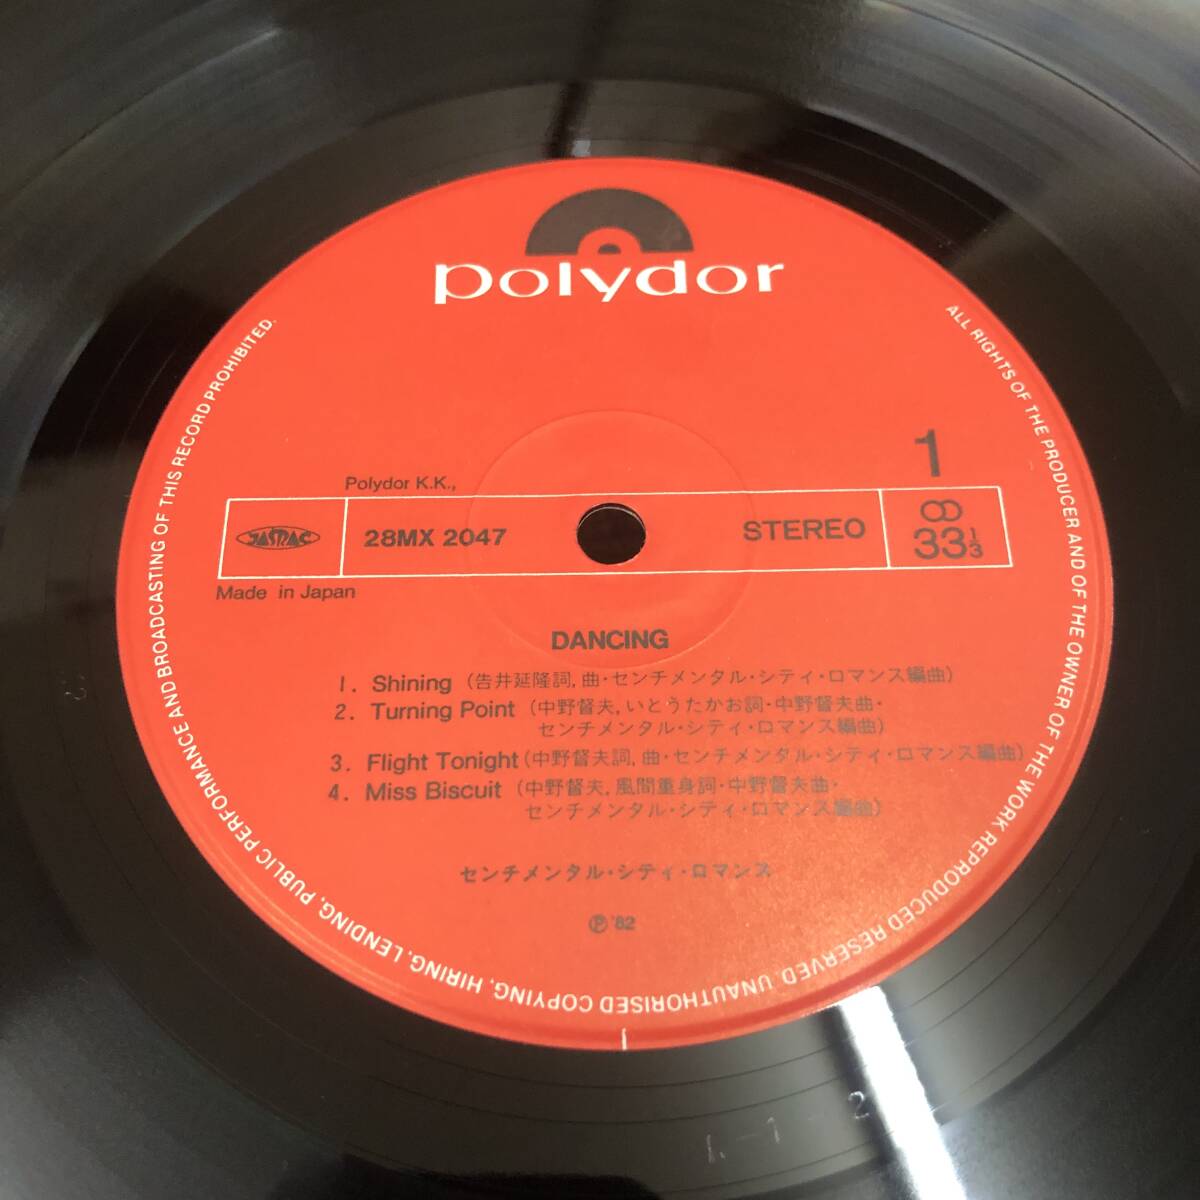 polydor
1
Polydor K.K.,
JASRAC
28MX 2047
STEREO
33 1/3
Made in Japan
DANCING
1. Shining (告井延隆詞,曲・センチメンタル・シティ・ロマンス編曲)
2. Turning Point (中野督夫,いとうたかお詞・中野督夫曲・
センチメンタル・シティ・ロマンス編曲)
3. Flight Tonight (中野督夫詞,曲・センチメンタル・シティ・ロマンス編曲)
4. Miss Biscuit (中野督夫,風間重身詞・中野督夫曲・
センチメンタル・シティ・ロマンス編曲)
センチメンタル・シティ・ロマンス
Ⓟ '82
ALL RIGHTS OF THE PRODUCER AND OF THE OWNER OF THE WORK REPRODUCED RESERVED. UNAUTHORISED COPYING, HIRING, LENDING, PUBLIC PERFORMANCE AND BROADCASTING OF THIS RECORD PROHIBITED.
1-1-2